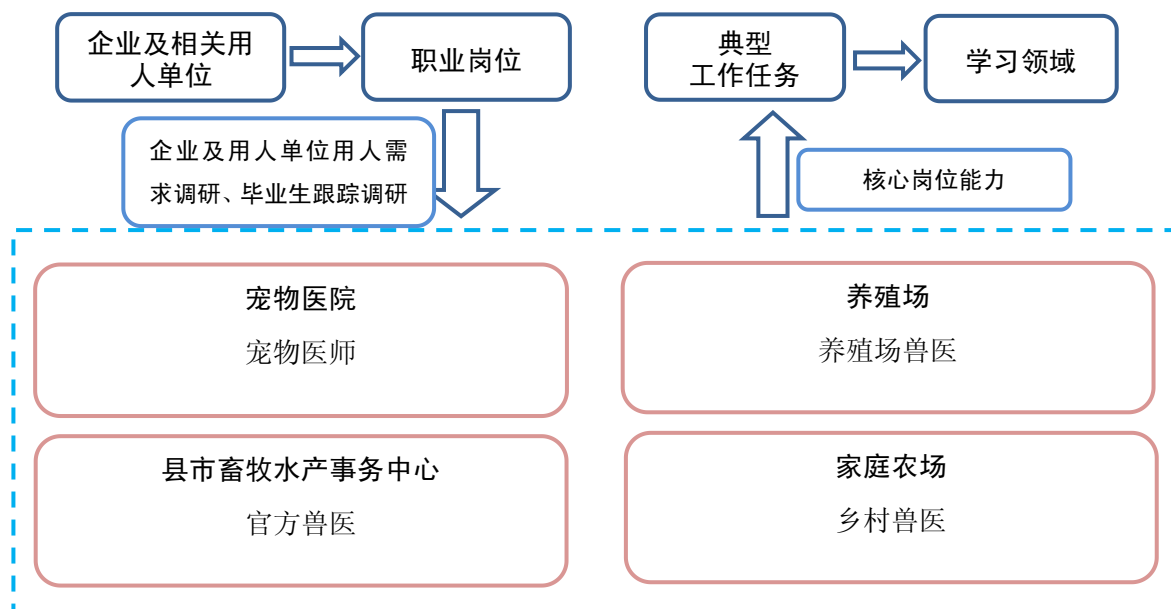 企业及相关用
人单位
职业岗位
典型
工作任务
学习领域
企业及用人单位用人需
求调研、毕业生跟踪调研
核心岗位能力
宠物医院
宠物医师
养殖场
养殖场兽医
县市畜牧水产事务中心
官方兽医
家庭农场
乡村兽医